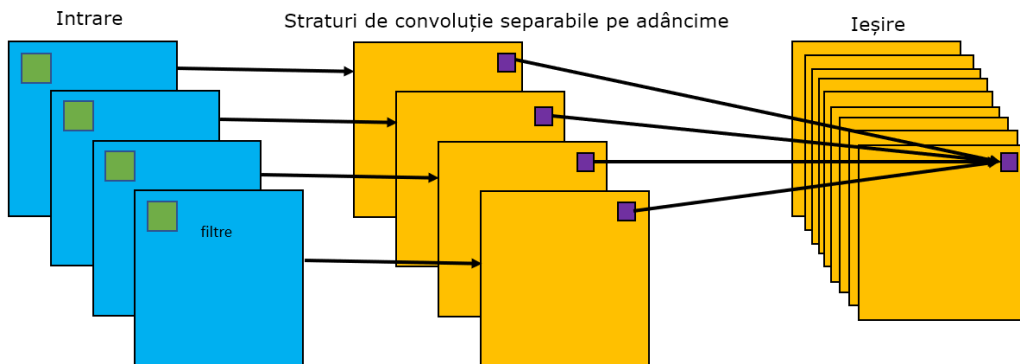 Intrare
Straturi de convoluție separabile pe adâncime
Ieșire
filtre